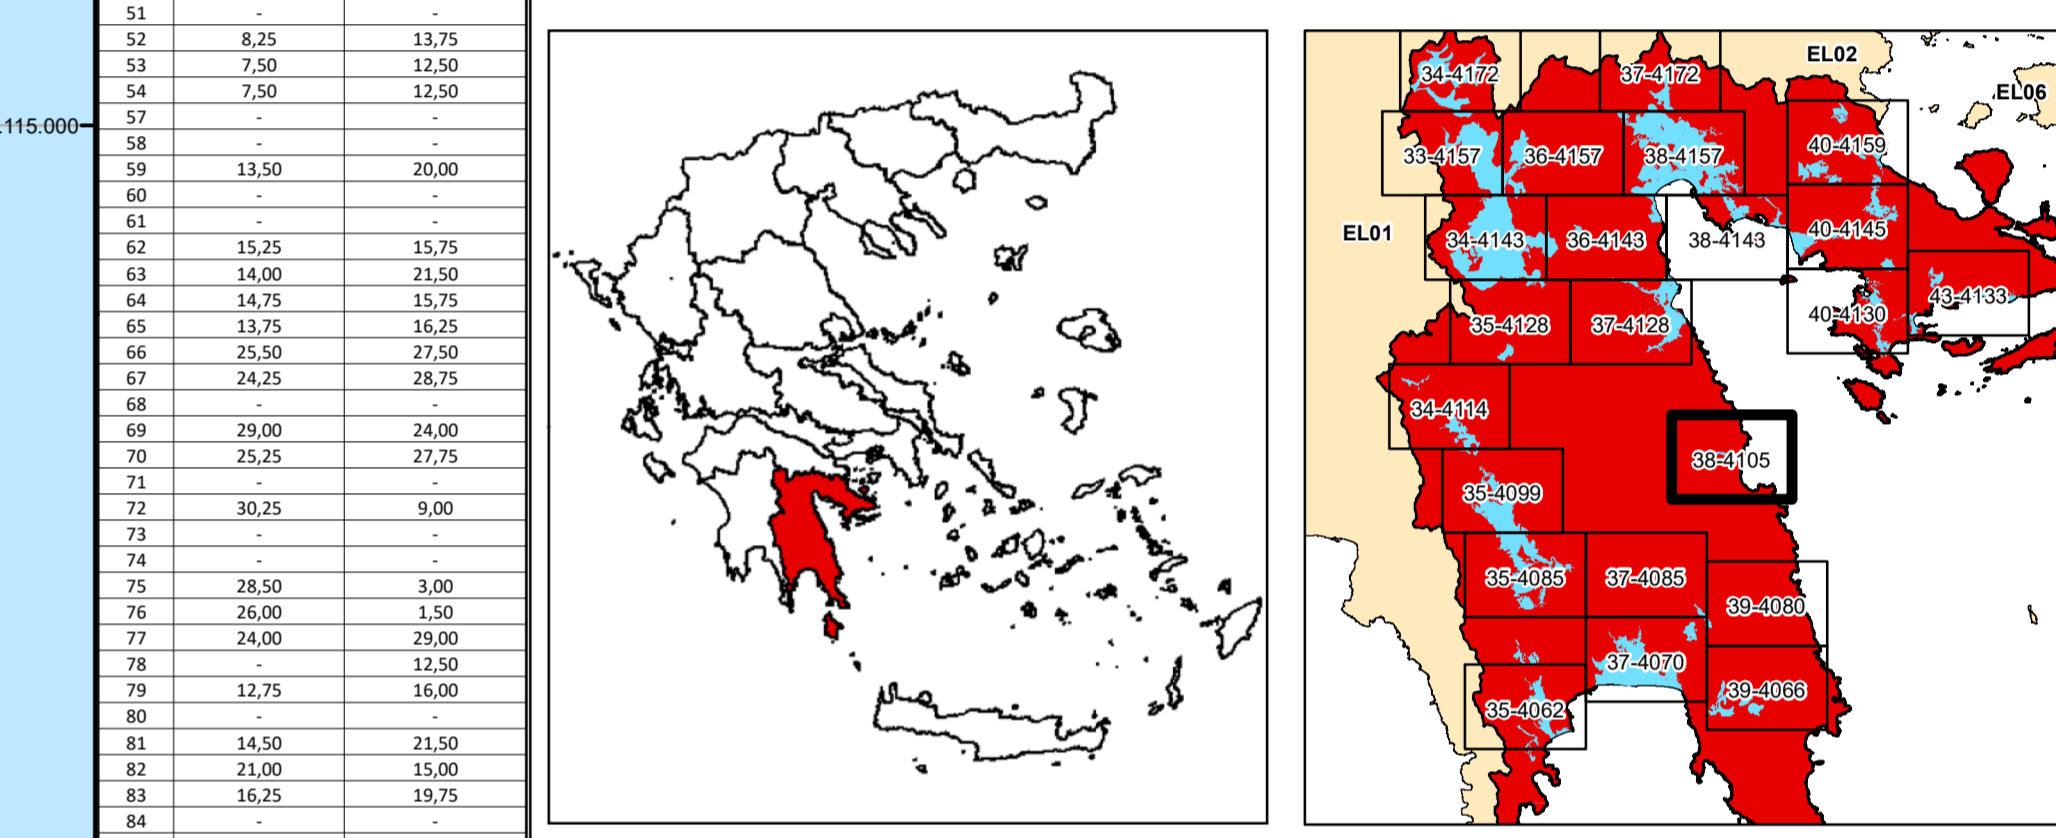 .115.000
51 - -
52 8,25 13,75
53 7,50 12,50
54 7,50 12,50
57 - -
58 - -
59 13,50 20,00
60 - -
61 - -
62 15,25 15,75
63 14,00 21,50
64 14,75 15,75
65 13,75 16,25
66 25,50 27,50
67 24,25 28,75
68 - -
69 29,00 24,00
70 25,25 27,75
71 - -
72 30,25 9,00
73 - -
74 - -
75 28,50 3,00
76 26,00 1,50
77 24,00 29,00
78 - 12,50
79 12,75 16,00
80 - -
81 14,50 21,50
82 21,00 15,00
83 16,25 19,75
84 - -
EL02
34-4172 37-4172
EL06
33-4157 36-4157 38-4157 40-4159
EL01 34-4143 36-4143 38-4143 40-4145
43-4133
35-4128 37-4128 40-4130
34-4114
38-4105
35-4099
35-4085 37-4085
39-4080
37-4070
39-4066
35-4062